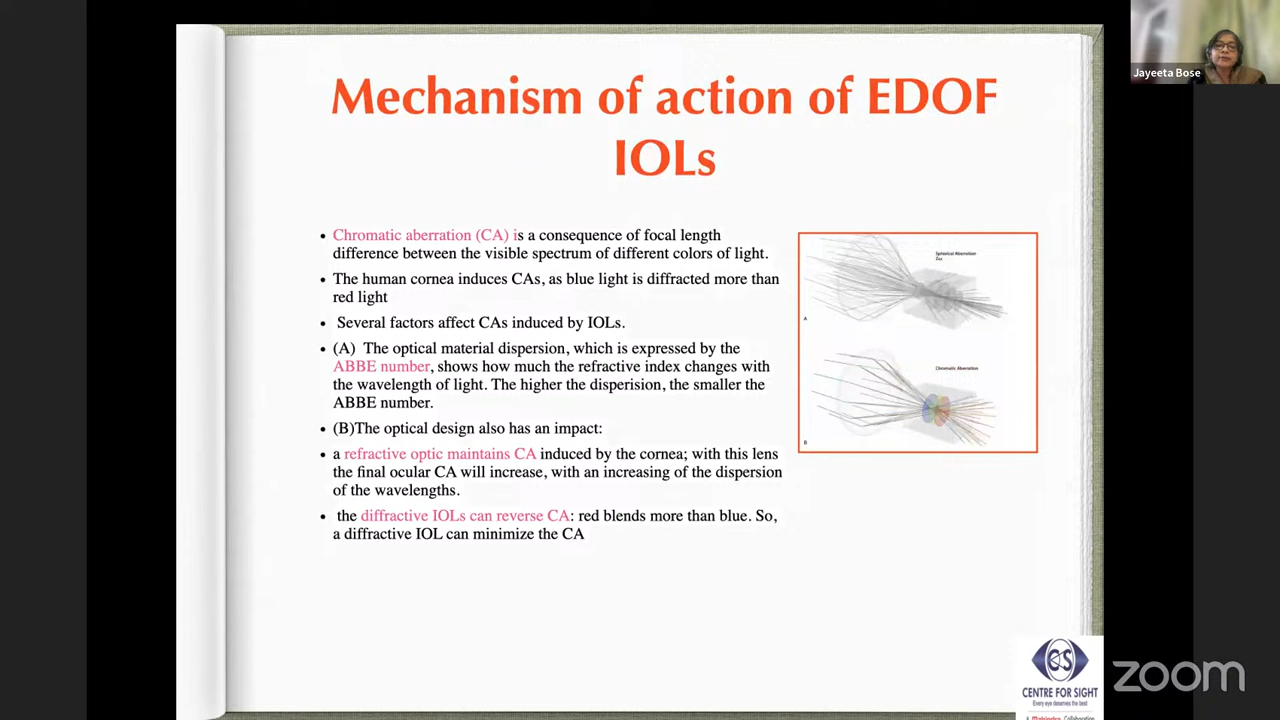 Mechanism of action of EDOF
IOLs
Jayeeta Bose
• Chromatic aberration (CA) is a consequence of focal length
difference between the visible spectrum of different colors of light.
• The human cornea induces CAs, as blue light is diffracted more than
red light
• Several factors affect CAs induced by IOLs.
• (A) The optical material dispersion, which is expressed by the
ABBE number, shows how much the refractive index changes with
the wavelength of light. The higher the disperision, the smaller the
ABBE number.
• (B)The optical design also has an impact:
• a refractive optic maintains CA induced by the cornea; with this lens
the final ocular CA will increase, with an increasing of the dispersion
of the wavelengths.
• the diffractive IOLs can reverse CA: red blends more than blue. So,
a diffractive IOL can minimize the CA
Spherical Aberration
A
Chromatic Aberration
B
CS
CENTRE FOR SIGHT
Every eye deserves the best
A Mahindra Collaboration
zoom